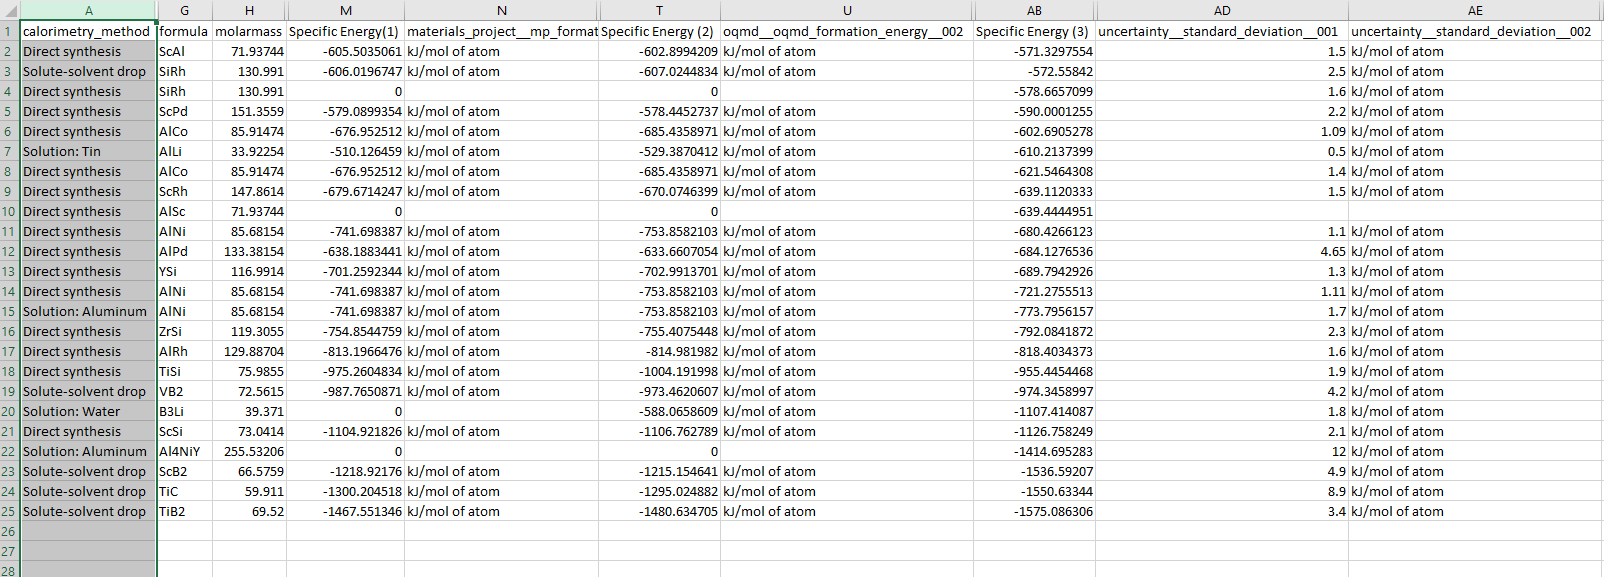 A G H M N T U AB AD AE
1 calorimetry_method formula molarmass Specific Energy(1) materials_project__mp_format Specific Energy (2) oqmd__oqmd_formation_energy__002 Specific Energy (3) uncertainty__standard_deviation__001 uncertainty__standard_deviation__002
2 Direct synthesis ScAl 71.93744 -605.5035061 kJ/mol of atom -602.8994209 kJ/mol of atom -571.3297554 1.5 kJ/mol of atom
3 Solute-solvent drop SiRh 130.991 -606.0196747 kJ/mol of atom -607.0244834 kJ/mol of atom -572.55842 2.5 kJ/mol of atom
4 Direct synthesis SiRh 130.991 0 0 -578.6657099 1.6 kJ/mol of atom
5 Direct synthesis ScPd 151.3559 -579.0899354 kJ/mol of atom -578.4452737 kJ/mol of atom -590.0001255 2.2 kJ/mol of atom
6 Direct synthesis AlCo 85.91474 -676.952512 kJ/mol of atom -685.4358971 kJ/mol of atom -602.6905278 1.09 kJ/mol of atom
7 Solution: Tin AlLi 33.92254 -510.126459 kJ/mol of atom -529.3870412 kJ/mol of atom -610.2137399 0.5 kJ/mol of atom
8 Direct synthesis AlCo 85.91474 -676.952512 kJ/mol of atom -685.4358971 kJ/mol of atom -621.5464308 1.4 kJ/mol of atom
9 Direct synthesis ScRh 147.8614 -679.6714247 kJ/mol of atom -670.0746399 kJ/mol of atom -639.1120333 1.5 kJ/mol of atom
10 Direct synthesis AlSc 71.93744 0 0 -639.4444951
11 Direct synthesis AlNi 85.68154 -741.698387 kJ/mol of atom -753.8582103 kJ/mol of atom -680.4266123 1.1 kJ/mol of atom
12 Direct synthesis AlPd 133.38154 -638.1883441 kJ/mol of atom -633.6607054 kJ/mol of atom -684.1276536 4.65 kJ/mol of atom
13 Direct synthesis YSi 116.9914 -701.2592344 kJ/mol of atom -702.9913701 kJ/mol of atom -689.7942926 1.3 kJ/mol of atom
14 Direct synthesis AlNi 85.68154 -741.698387 kJ/mol of atom -753.8582103 kJ/mol of atom -721.2755513 1.11 kJ/mol of atom
15 Solution: Aluminum AlNi 85.68154 -741.698387 kJ/mol of atom -753.8582103 kJ/mol of atom -773.7956157 1.7 kJ/mol of atom
16 Direct synthesis ZrSi 119.3055 -754.8544759 kJ/mol of atom -755.4075448 kJ/mol of atom -792.0841872 2.3 kJ/mol of atom
17 Direct synthesis AlRh 129.88704 -813.1966476 kJ/mol of atom -814.981982 kJ/mol of atom -818.4034373 1.6 kJ/mol of atom
18 Direct synthesis TiSi 75.9855 -975.2604834 kJ/mol of atom -1004.191998 kJ/mol of atom -955.4454468 1.9 kJ/mol of atom
19 Solute-solvent drop VB2 72.5615 -987.7650871 kJ/mol of atom -973.4620607 kJ/mol of atom -974.3458997 4.2 kJ/mol of atom
20 Solution: Water B3Li 39.371 0 -588.0658609 kJ/mol of atom -1107.414087 1.8 kJ/mol of atom
21 Direct synthesis ScSi 73.0414 -1104.921826 kJ/mol of atom -1106.762789 kJ/mol of atom -1126.758249 2.1 kJ/mol of atom
22 Solution: Aluminum Al4NiY 255.53206 0 0 -1414.695283 12 kJ/mol of atom
23 Solute-solvent drop ScB2 66.5759 -1218.92176 kJ/mol of atom -1215.154641 kJ/mol of atom -1536.59207 4.9 kJ/mol of atom
24 Solute-solvent drop TiC 59.911 -1300.204518 kJ/mol of atom -1295.024882 kJ/mol of atom -1550.63344 8.9 kJ/mol of atom
25 Solute-solvent drop TiB2 69.52 -1467.551346 kJ/mol of atom -1480.634705 kJ/mol of atom -1575.086306 3.4 kJ/mol of atom
26
27
28